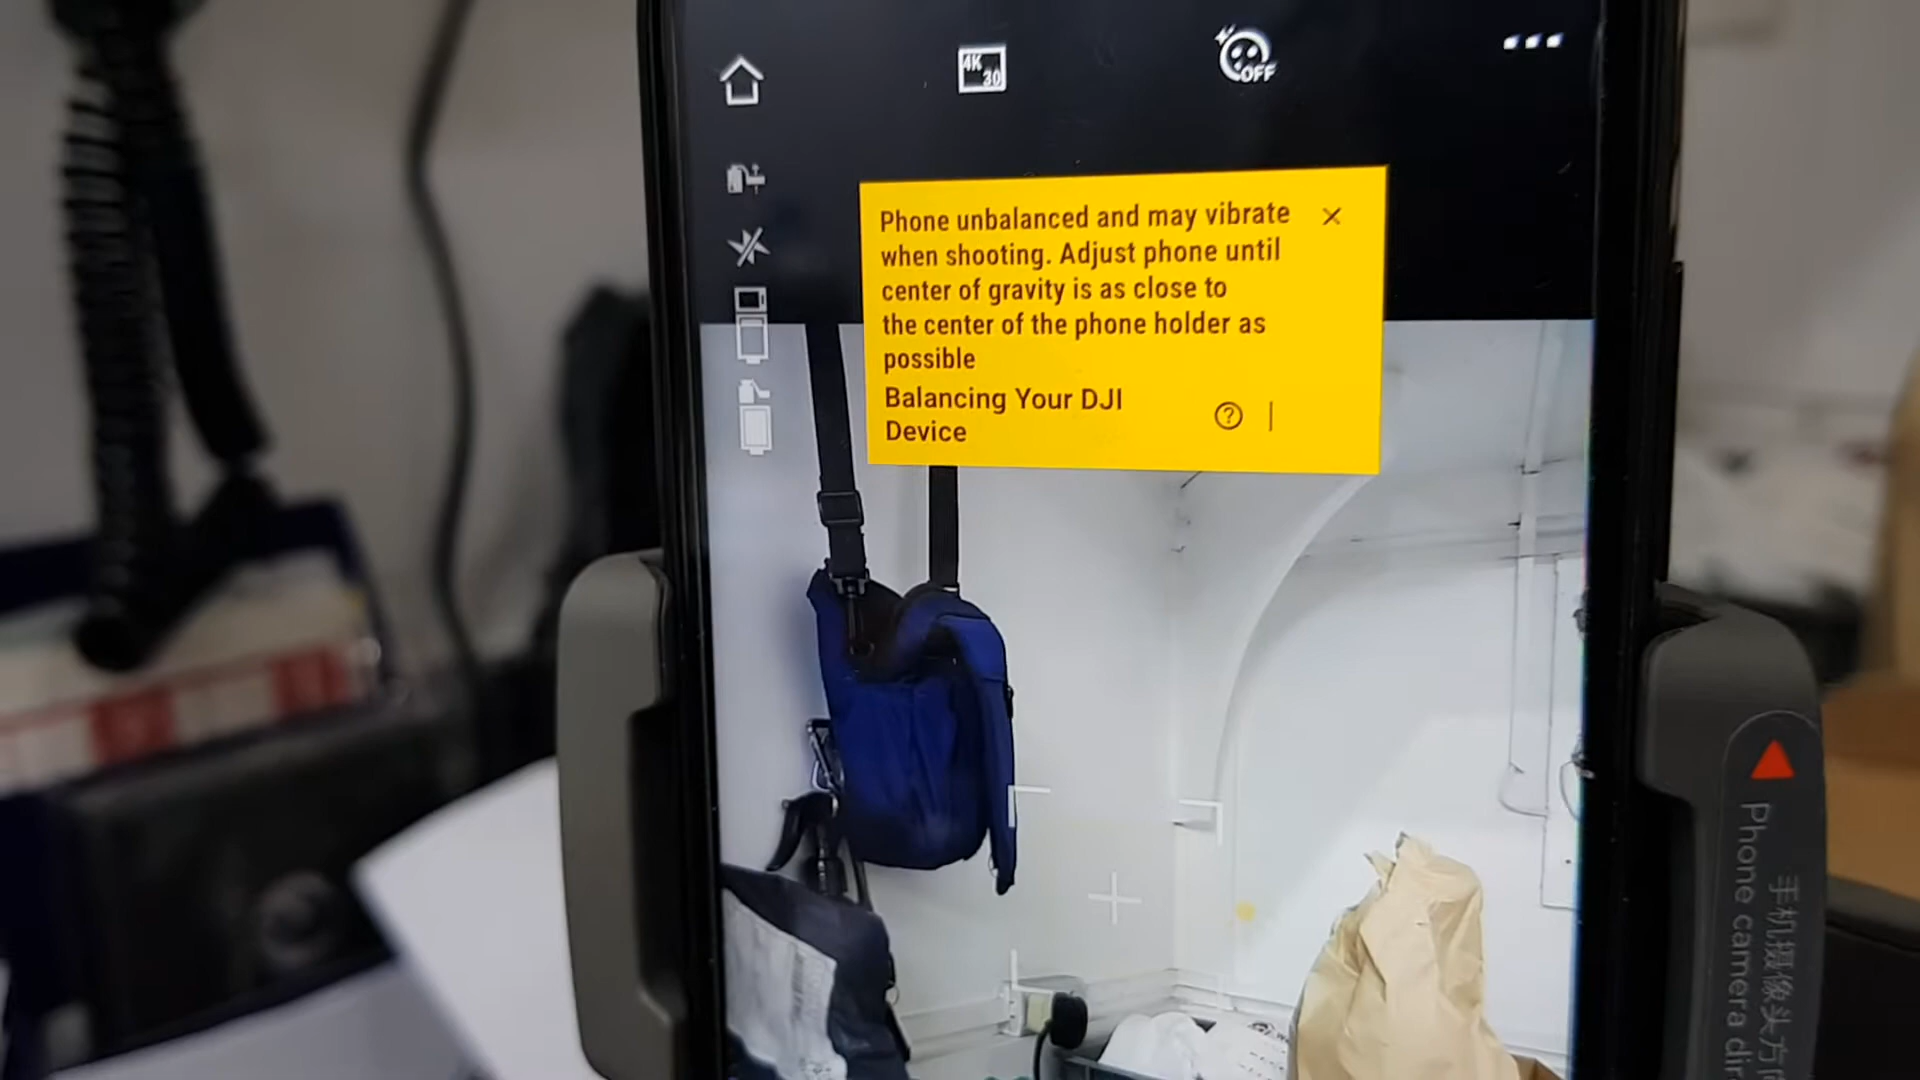 4K
30
OFF
Phone unbalanced and may vibrate
when shooting. Adjust phone until
center of gravity is as close to
the center of the phone holder as
possible
Balancing Your DJI
Device
手机摄像头方向
Phone camera di